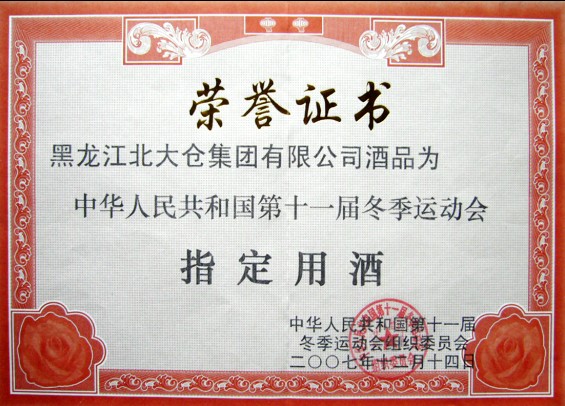 荣誉证书
黑龙江北大仓集团有限公司酒品为
中华人民共和国第十一届冬季运动会
指定用酒
中华人民共和国第十一届
冬季运动会组织委员会
二〇〇七年十二月十四日